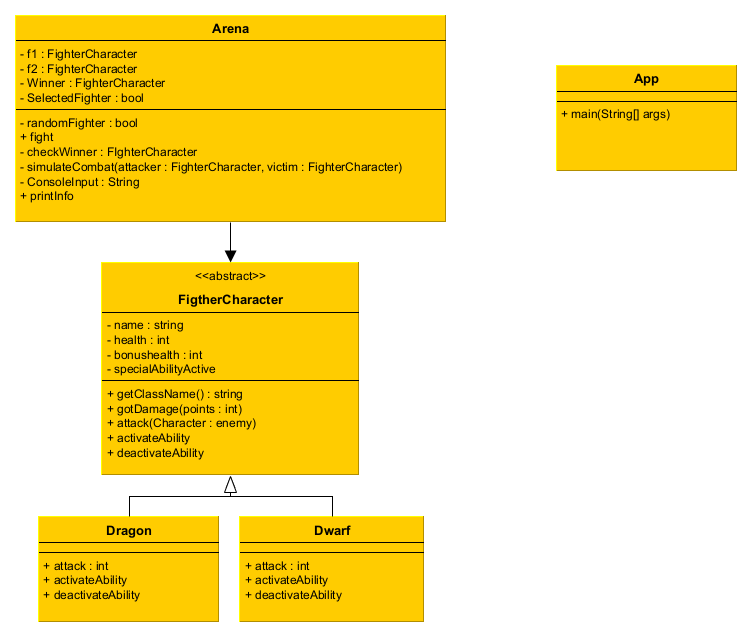 Arena
- f1 : FighterCharacter
- f2 : FighterCharacter
- Winner : FighterCharacter
- SelectedFighter : bool
- randomFighter : bool
+ fight
- checkWinner : FIghterCharacter
- simulateCombat(attacker : FighterCharacter, victim : FighterCharacter)
- ConsoleInput : String
+ printInfo
App
+ main(String[] args)
<<abstract>>
FigtherCharacter
- name : string
- health : int
- bonushealth : int
- specialAbilityActive
+ getClassName() : string
+ gotDamage(points : int)
+ attack(Character : enemy)
+ activateAbility
+ deactivateAbility
Dragon
+ attack : int
+ activateAbility
+ deactivateAbility
Dwarf
+ attack : int
+ activateAbility
+ deactivateAbility